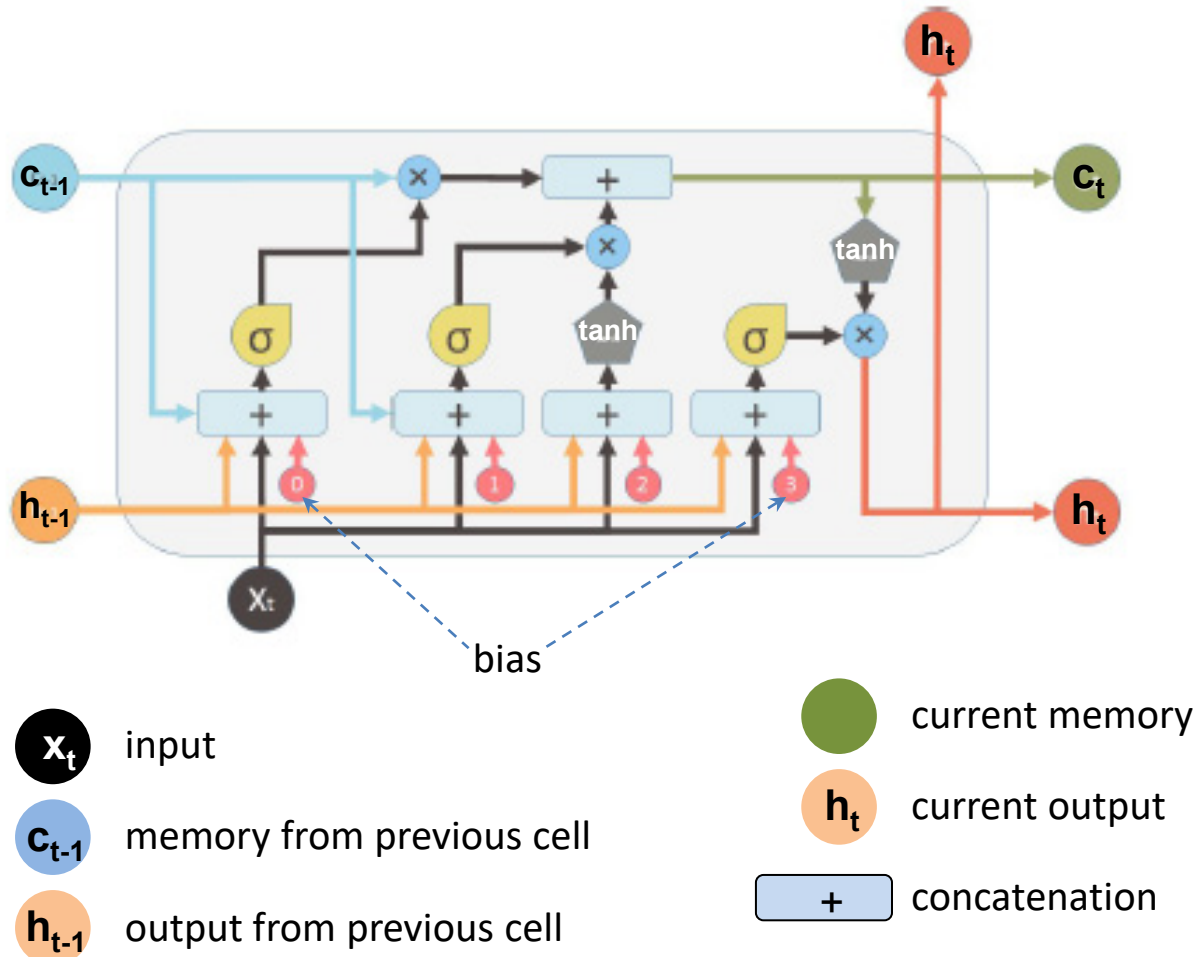 hₜ
cₜ₋₁
×
+
cₜ
tanh
×
σ
σ
tanh
σ
×
+
+
+
+
0
1
2
3
hₜ₋₁
hₜ
Xₜ
bias
xₜ input
cₜ₋₁ memory from previous cell
hₜ₋₁ output from previous cell
current memory
hₜ current output
+ concatenation